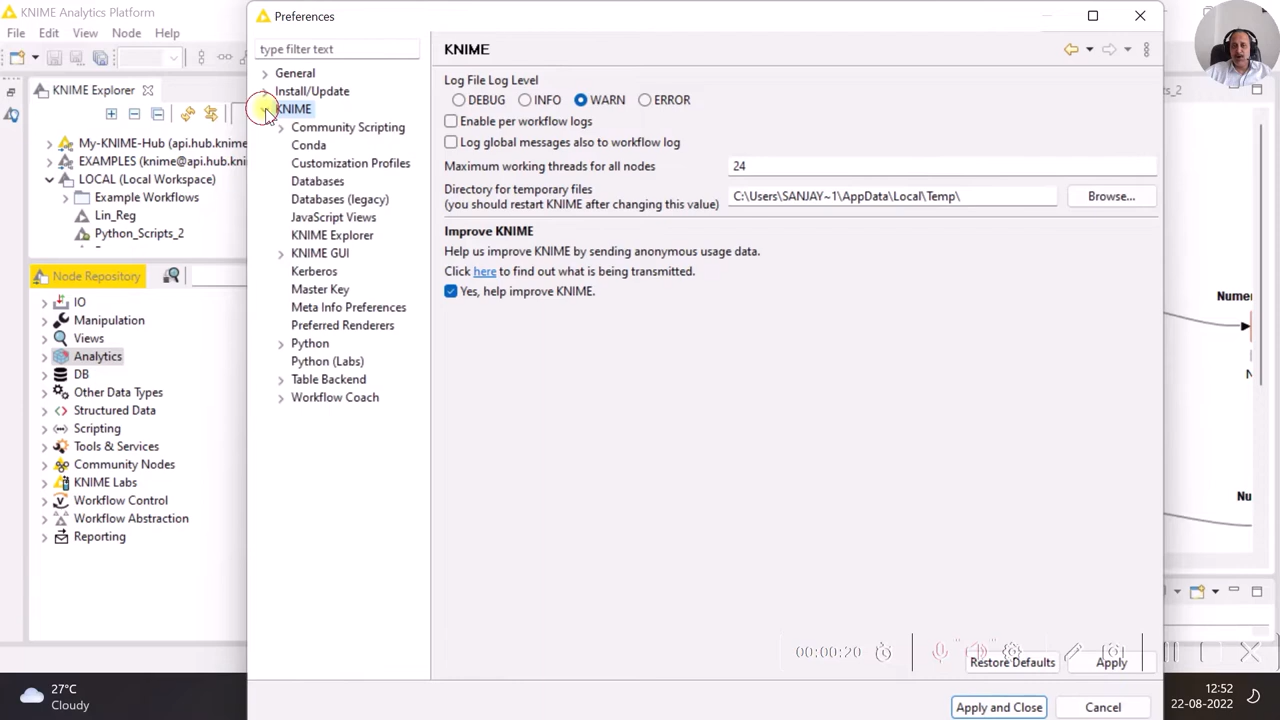 KNIME Analytics Platform
File Edit View Node Help
KNIME Explorer
My-KNIME-Hub (api.hub.knime
EXAMPLES (knime@api.hub.kni
LOCAL (Local Workspace)
Example Workflows
Lin_Reg
Python_Scripts_2
Node Repository
IO
Manipulation
Views
Analytics
DB
Other Data Types
Structured Data
Scripting
Tools & Services
Community Nodes
KNIME Labs
Workflow Control
Workflow Abstraction
Reporting
Preferences
type filter text
General
Install/Update
KNIME
Community Scripting
Conda
Customization Profiles
Databases
Databases (legacy)
JavaScript Views
KNIME Explorer
KNIME GUI
Kerberos
Master Key
Meta Info Preferences
Preferred Renderers
Python
Python (Labs)
Table Backend
Workflow Coach
KNIME
Log File Log Level
DEBUG INFO WARN ERROR
Enable per workflow logs
Log global messages also to workflow log
Maximum working threads for all nodes 24
Directory for temporary files
(you should restart KNIME after changing this value) C:\Users\SANJAY~1\AppData\Local\Temp\ Browse...
Improve KNIME
Help us improve KNIME by sending anonymous usage data.
Click here to find out what is being transmitted.
Yes, help improve KNIME.
00:00:20
Restore Defaults Apply
Apply and Close Cancel
s_2
Numer
N
Nu
27°C
Cloudy
12:52
22-08-2022